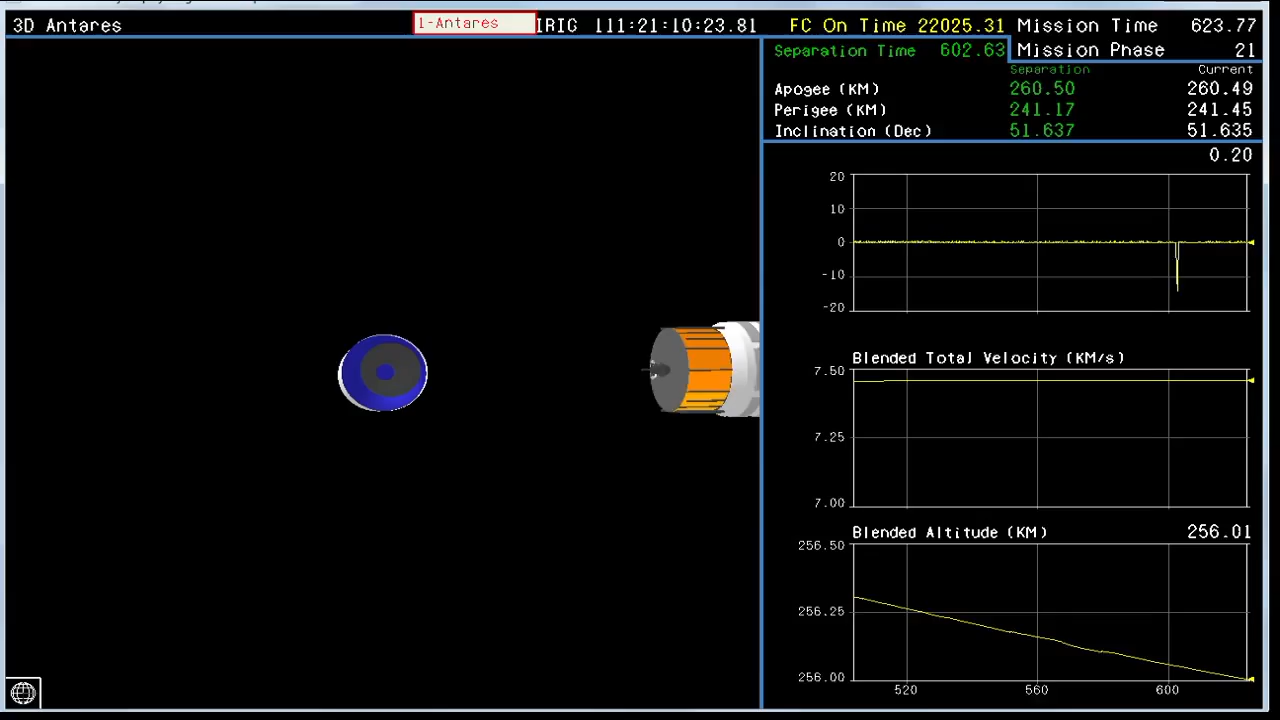 3D Antares
1-Antares
IRIG 111:21:10:23.81
FC On Time 22025.31
Mission Time 623.77
Separation Time 602.63
Mission Phase 21
Separation Current
Apogee (KM) 260.50 260.49
Perigee (KM) 241.17 241.45
Inclination (Dec) 51.637 51.635
0.20
20
10
0
-10
-20
Blended Total Velocity (KM/s)
7.50
7.25
7.00
Blended Altitude (KM) 256.01
256.50
256.25
256.00
520 560 600